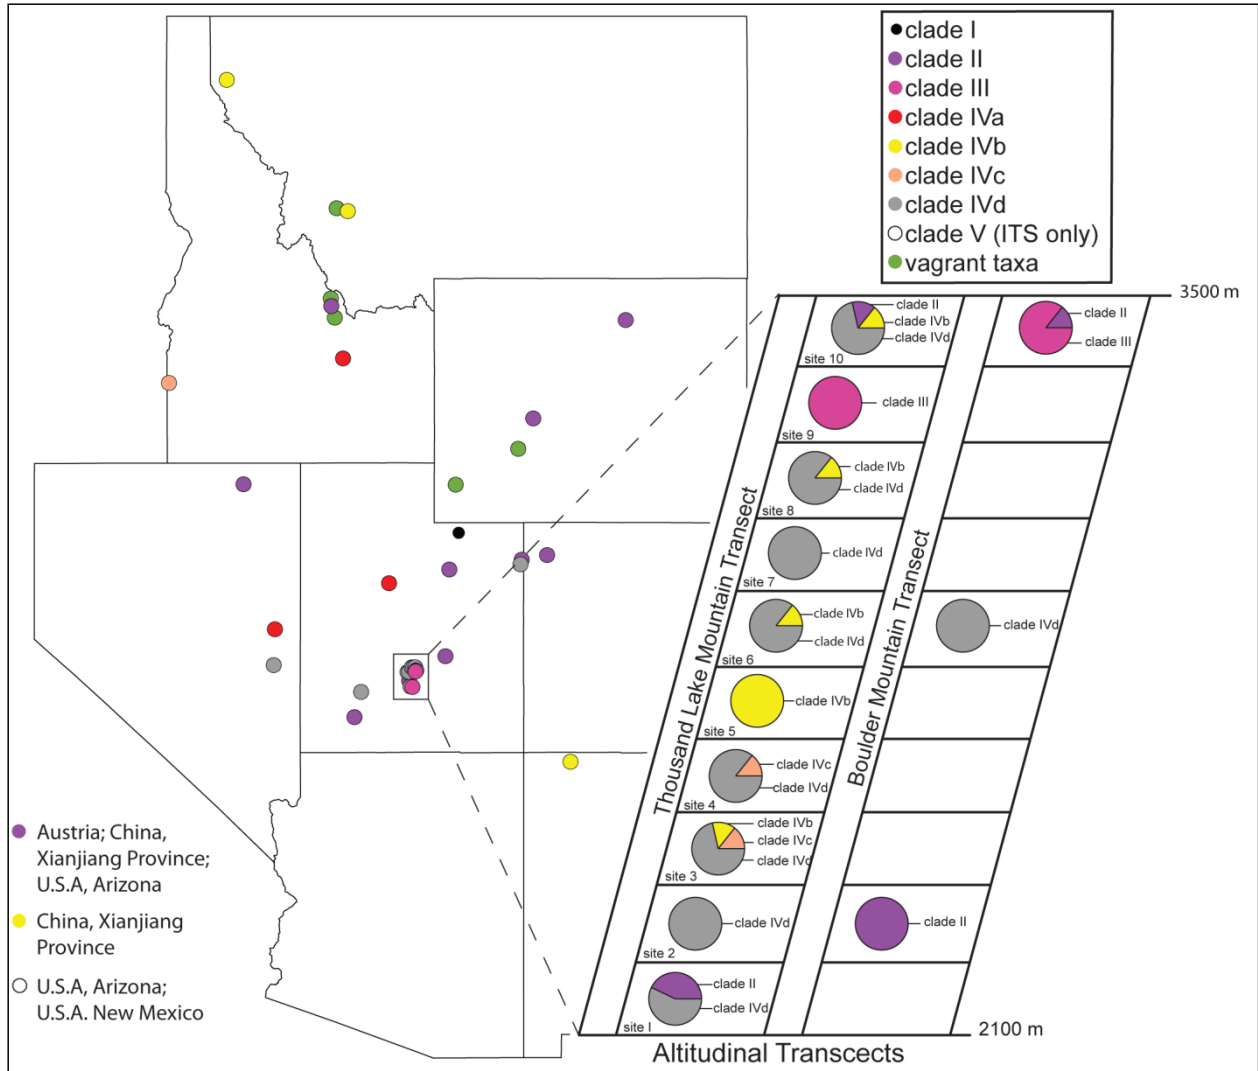 clade I
clade II
clade III
clade IVa
clade IVb
clade IVc
clade IVd
clade V (ITS only)
vagrant taxa
3500 m
clade II
clade IVb
clade IVd
site 10
clade II
clade III
clade III
site 9
clade IVb
clade IVd
site 8
clade IVd
site 7
clade IVb
clade IVd
site 6
clade IVd
clade IVb
site 5
clade IVc
clade IVd
site 4
clade IVb
clade IVc
clade IVd
site 3
clade IVd
site 2
clade II
clade II
clade IVd
site I
Thousand Lake Mountain Transect
Boulder Mountain Transect
2100 m
Altitudinal Transcects
Austria; China,
Xianjiang Province;
U.S.A, Arizona
China, Xianjiang
Province
U.S.A, Arizona;
U.S.A. New Mexico